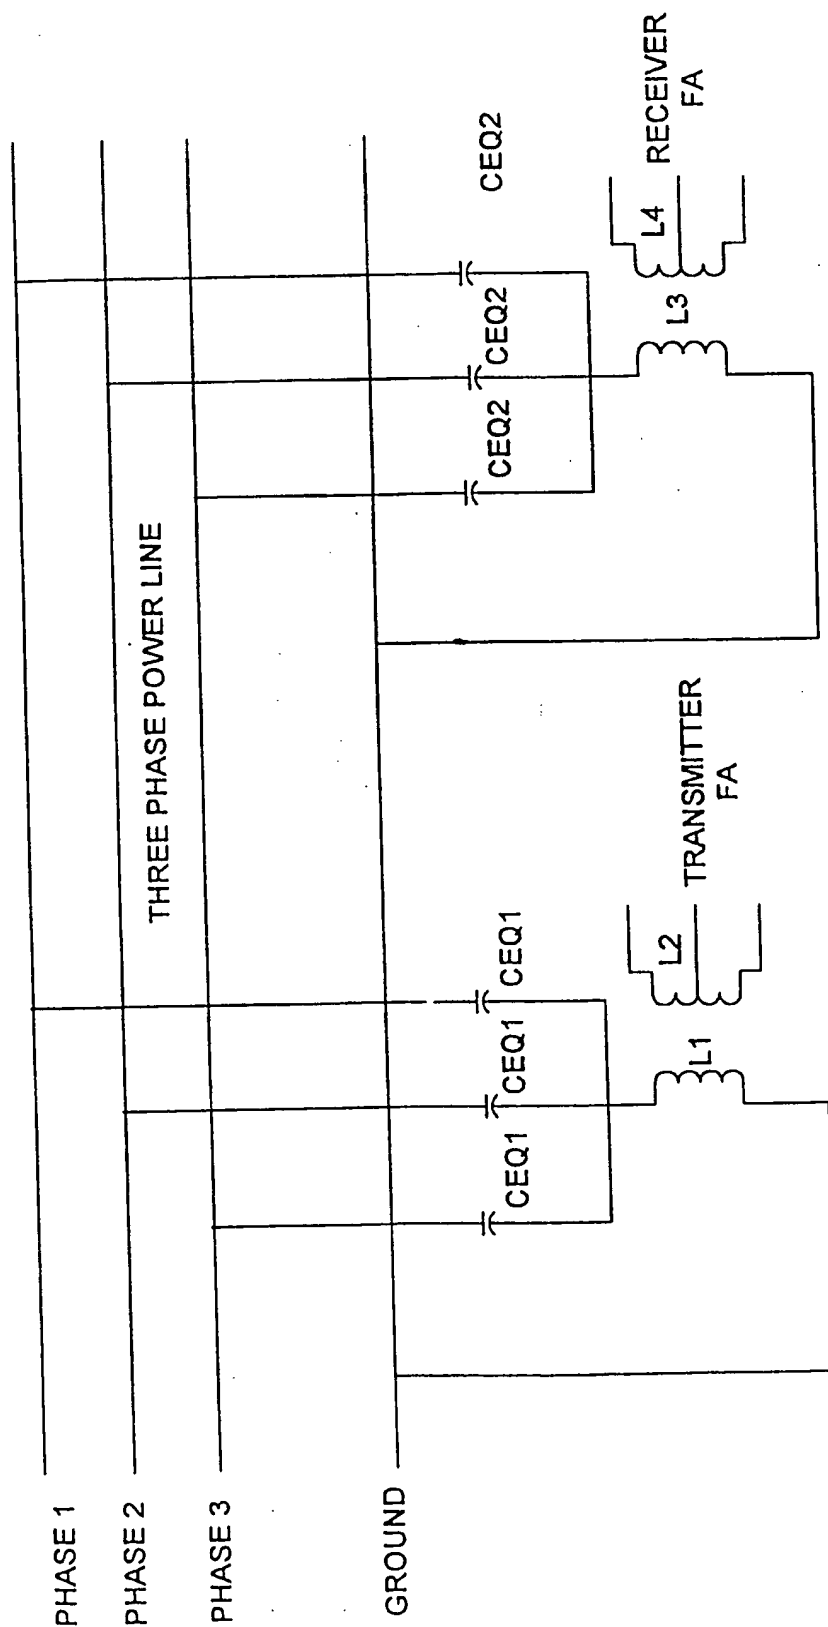 PHASE 1
PHASE 2
PHASE 3
GROUND
THREE PHASE POWER LINE
CEQ1
CEQ1
CEQ1
CEQ2
CEQ2
CEQ2
L1
L2
TRANSMITTER
FA
L3
L4
RECEIVER
FA